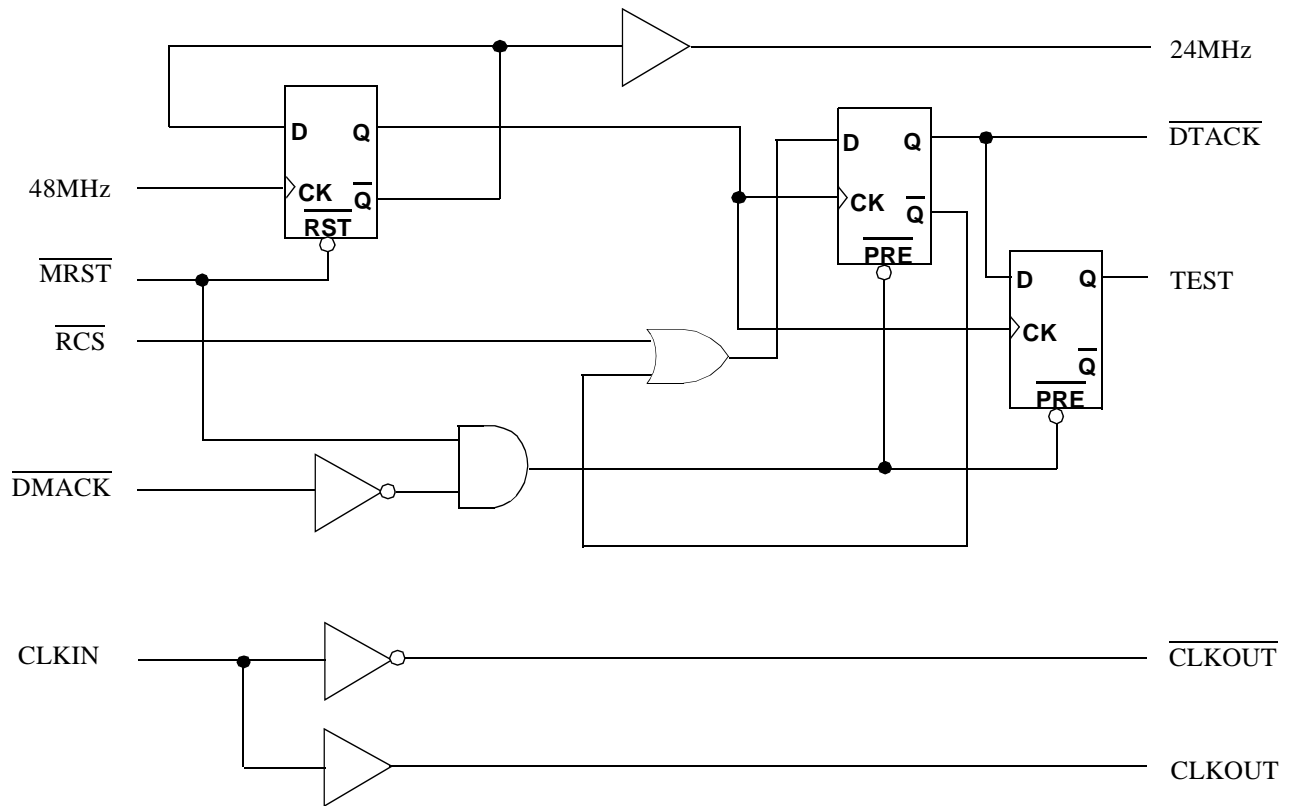 24MHz
D Q
D Q
DTACK
48MHz
CK Q
CK Q
RST
PRE
MRST
D Q
TEST
RCS
CK
Q
PRE
DMACK
CLKIN
CLKOUT
CLKOUT